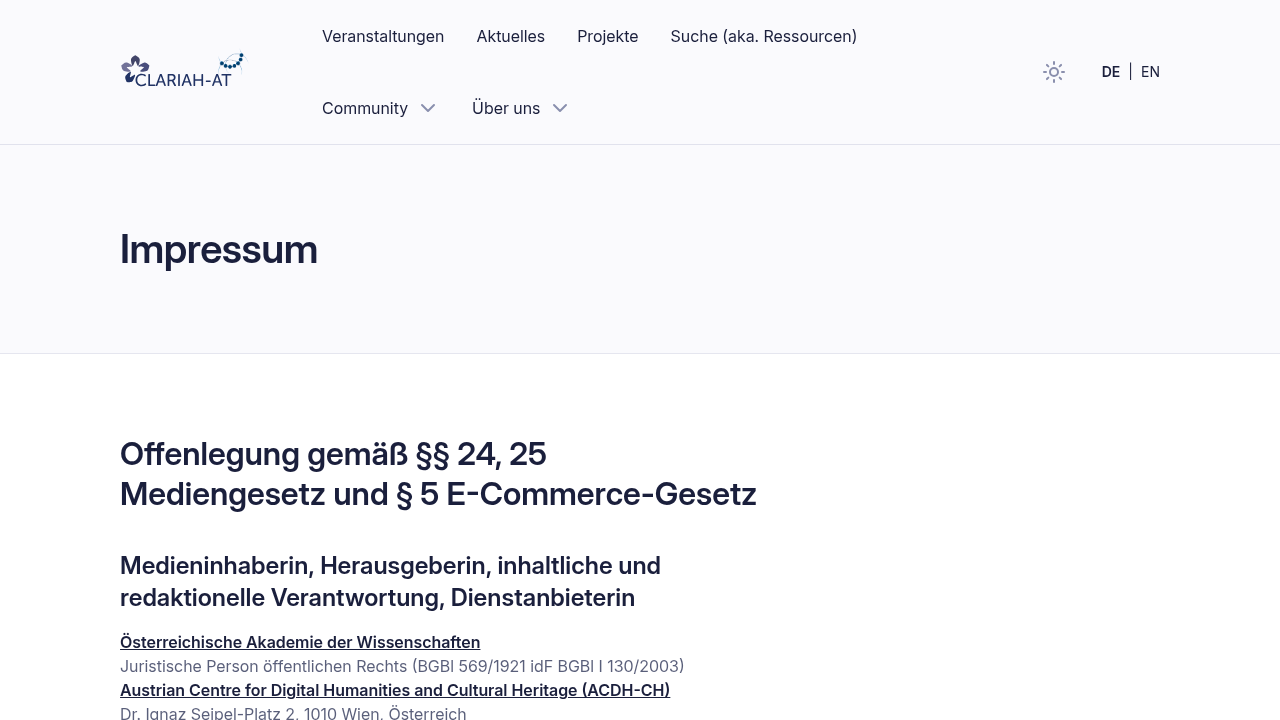 Veranstaltungen Aktuelles Projekte Suche (aka. Ressourcen)
CLARIAH-AT
DE | EN
Community Über uns
Impressum
Offenlegung gemäß §§ 24, 25
Mediengesetz und § 5 E-Commerce-Gesetz
Medieninhaberin, Herausgeberin, inhaltliche und
redaktionelle Verantwortung, Dienstanbieterin
Österreichische Akademie der Wissenschaften
Juristische Person öffentlichen Rechts (BGBI 569/1921 idF BGBI I 130/2003)
Austrian Centre for Digital Humanities and Cultural Heritage (ACDH-CH)
Dr. Ignaz Seipel-Platz 2, 1010 Wien, Österreich